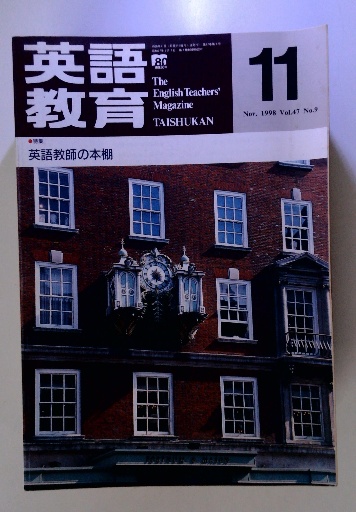 英語
教育
80
The
English Teachers'
Magazine
TAISHUKAN
11
Nov. 1998 Vol.47 No.9
●特集
英語教師の本棚